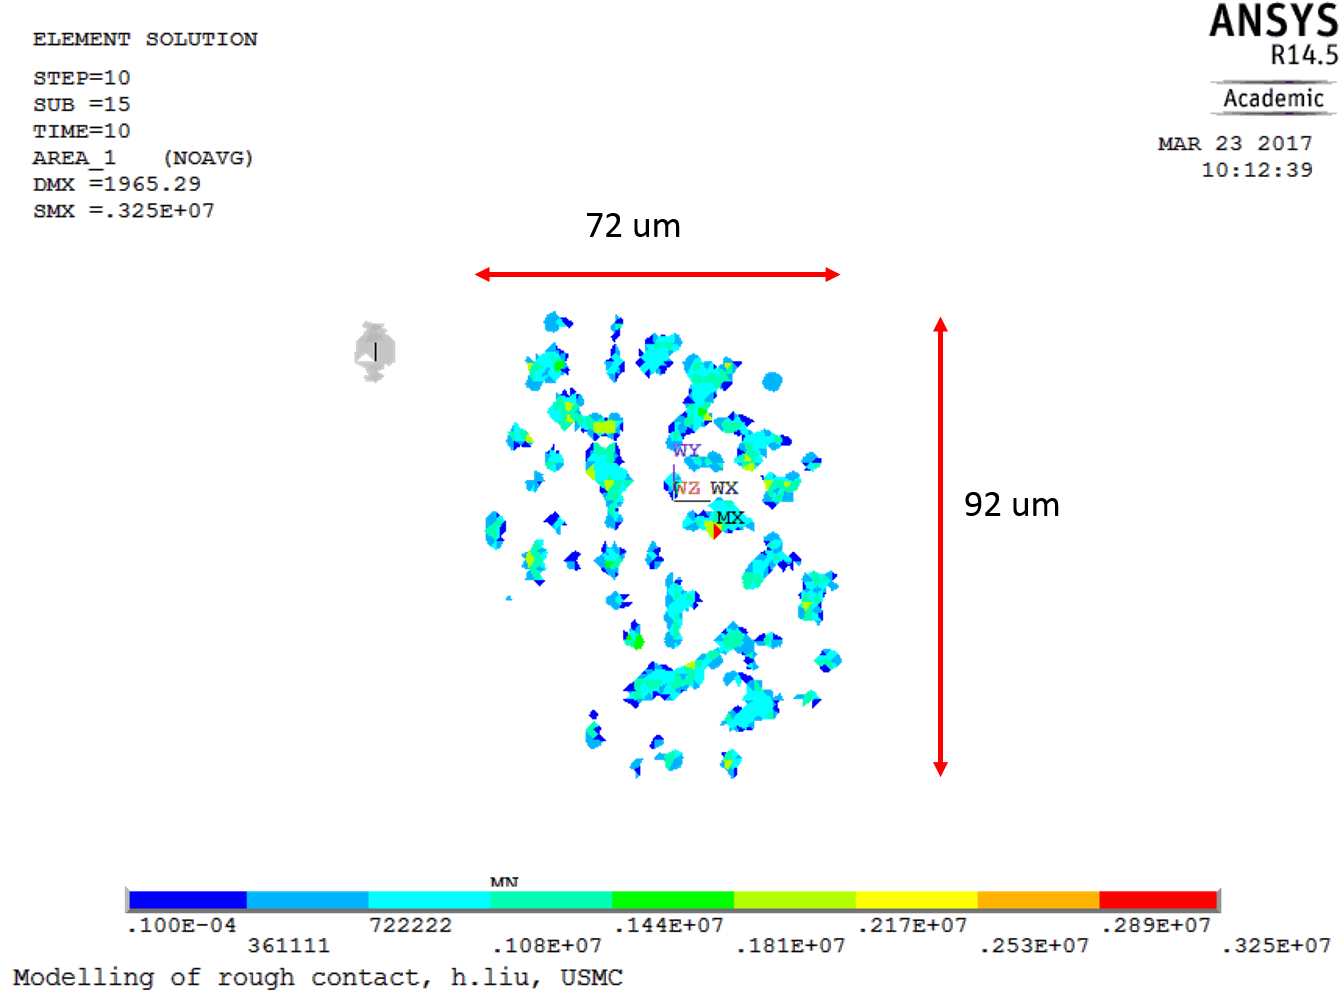 ANSYS
R14.5
Academic
MAR 23 2017
10:12:39
ELEMENT SOLUTION
STEP=10
SUB =15
TIME=10
AREA_1 (NOAVG)
DMX =1965.29
SMX =.325E+07
72 um
92 um
WY
WZ WX
MX
MN
.100E-04 722222 .144E+07 .217E+07 .289E+07
361111 .108E+07 .181E+07 .253E+07 .325E+07
Modelling of rough contact, h.liu, USMC